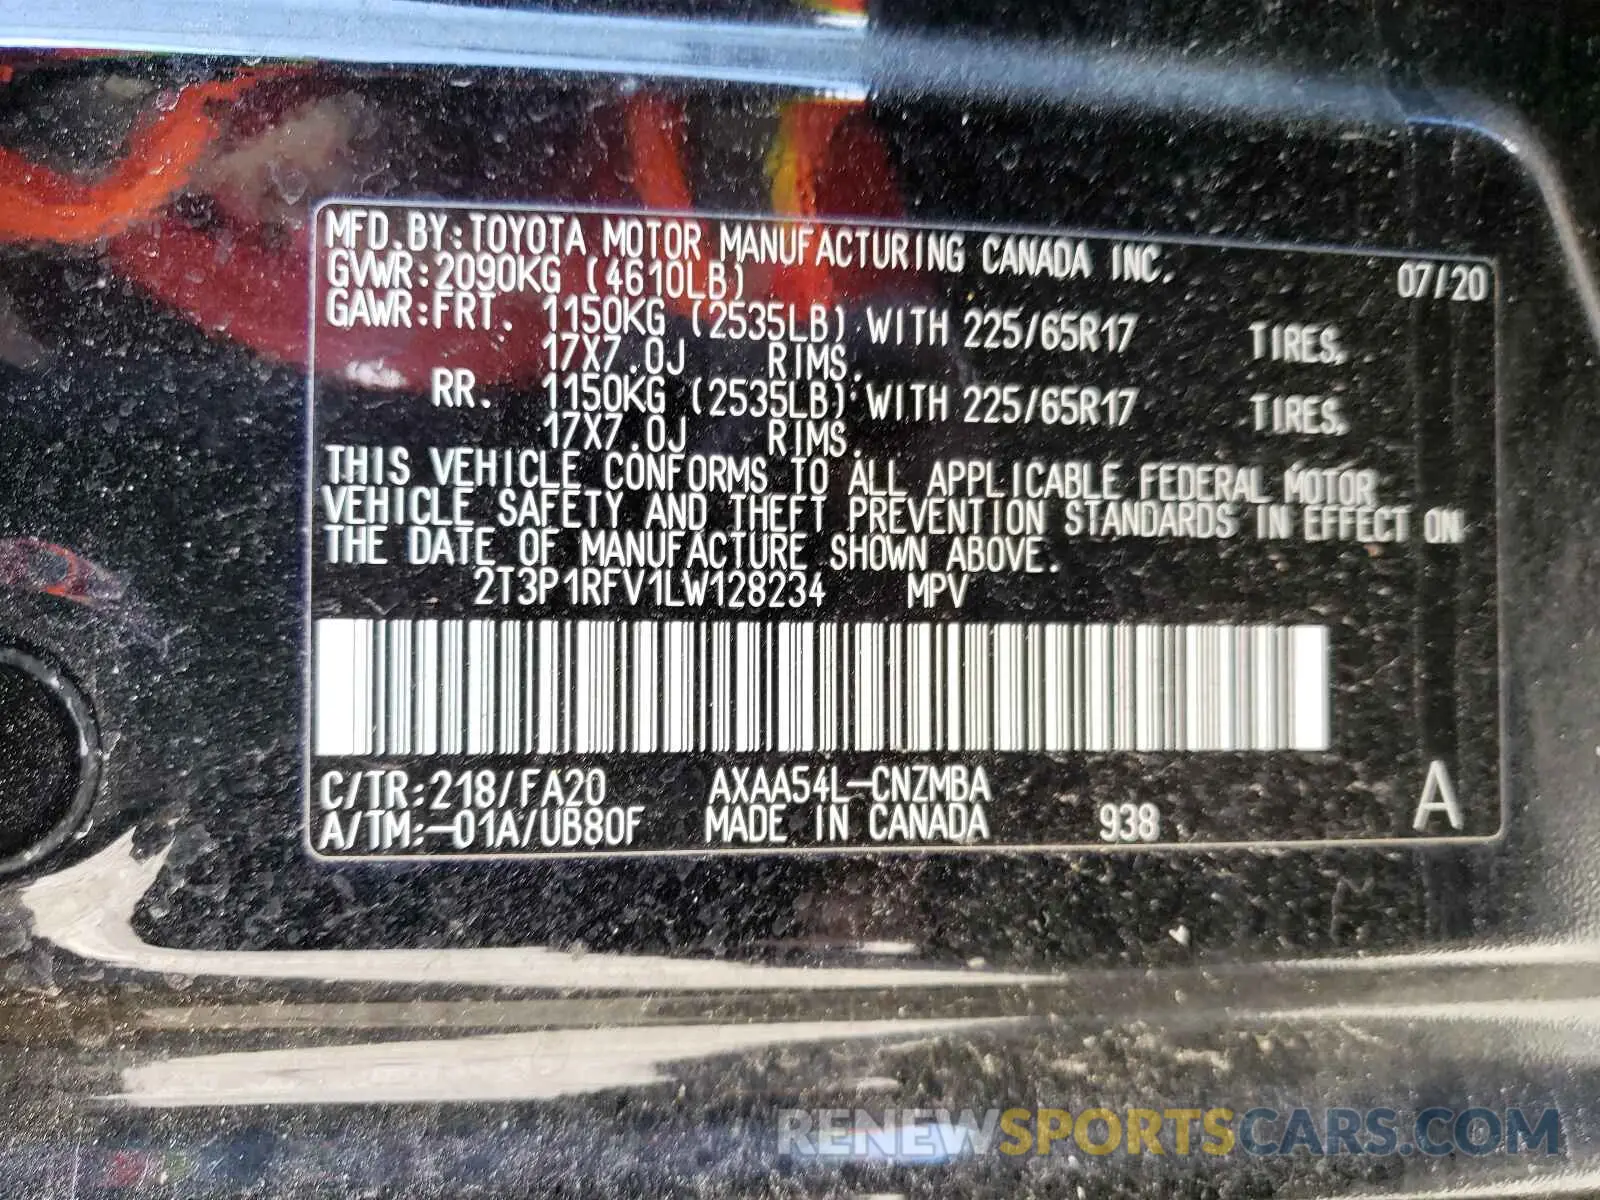 MFD.BY:TOYOTA MOTOR MANUFACTURING CANADA INC. 07/20
GVWR:2090KG (4610LB)
GAWR:FRT. 1150KG (2535LB) WITH 225/65R17 TIRES,
17X7.0J RIMS.
RR. 1150KG (2535LB) WITH 225/65R17 TIRES,
17X7.0J RIMS.
THIS VEHICLE CONFORMS TO ALL APPLICABLE FEDERAL MOTOR
VEHICLE SAFETY AND THEFT PREVENTION STANDARDS IN EFFECT ON
THE DATE OF MANUFACTURE SHOWN ABOVE.
2T3P1RFV1LW128234 MPV
C/TR:218/FA20 AXAA54L-CNZMBA A
A/TM:-01A/UB80F MADE IN CANADA 938
RENEWSPORTSCARS.COM